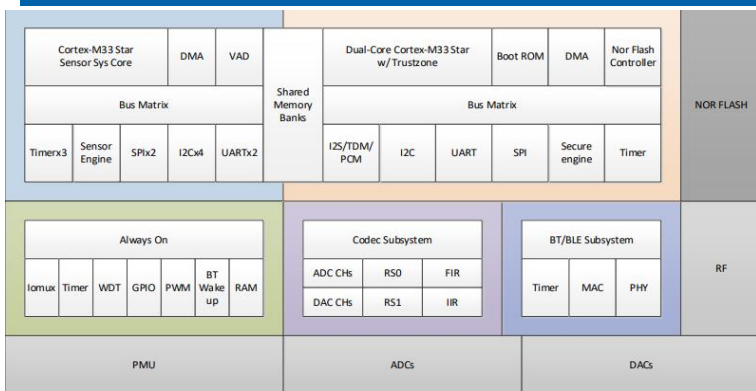 Cortex-M33 Star
Sensor Sys Core
DMA
VAD
Bus Matrix
Timerx3
Sensor
Engine
SPIx2
I2Cx4
UARTx2
Shared
Memory
Banks
Dual-Core Cortex-M33 Star
w/ Trustzone
Boot ROM
DMA
Nor Flash
Controller
Bus Matrix
I2S/TDM/
PCM
I2C
UART
SPI
Secure
engine
Timer
NOR FLASH
Always On
Iomux
Timer
WDT
GPIO
PWM
BT
Wake
up
RAM
Codec Subsystem
ADC CHs
RS0
FIR
DAC CHs
RS1
IIR
BT/BLE Subsystem
Timer
MAC
PHY
RF
PMU
ADCs
DACs